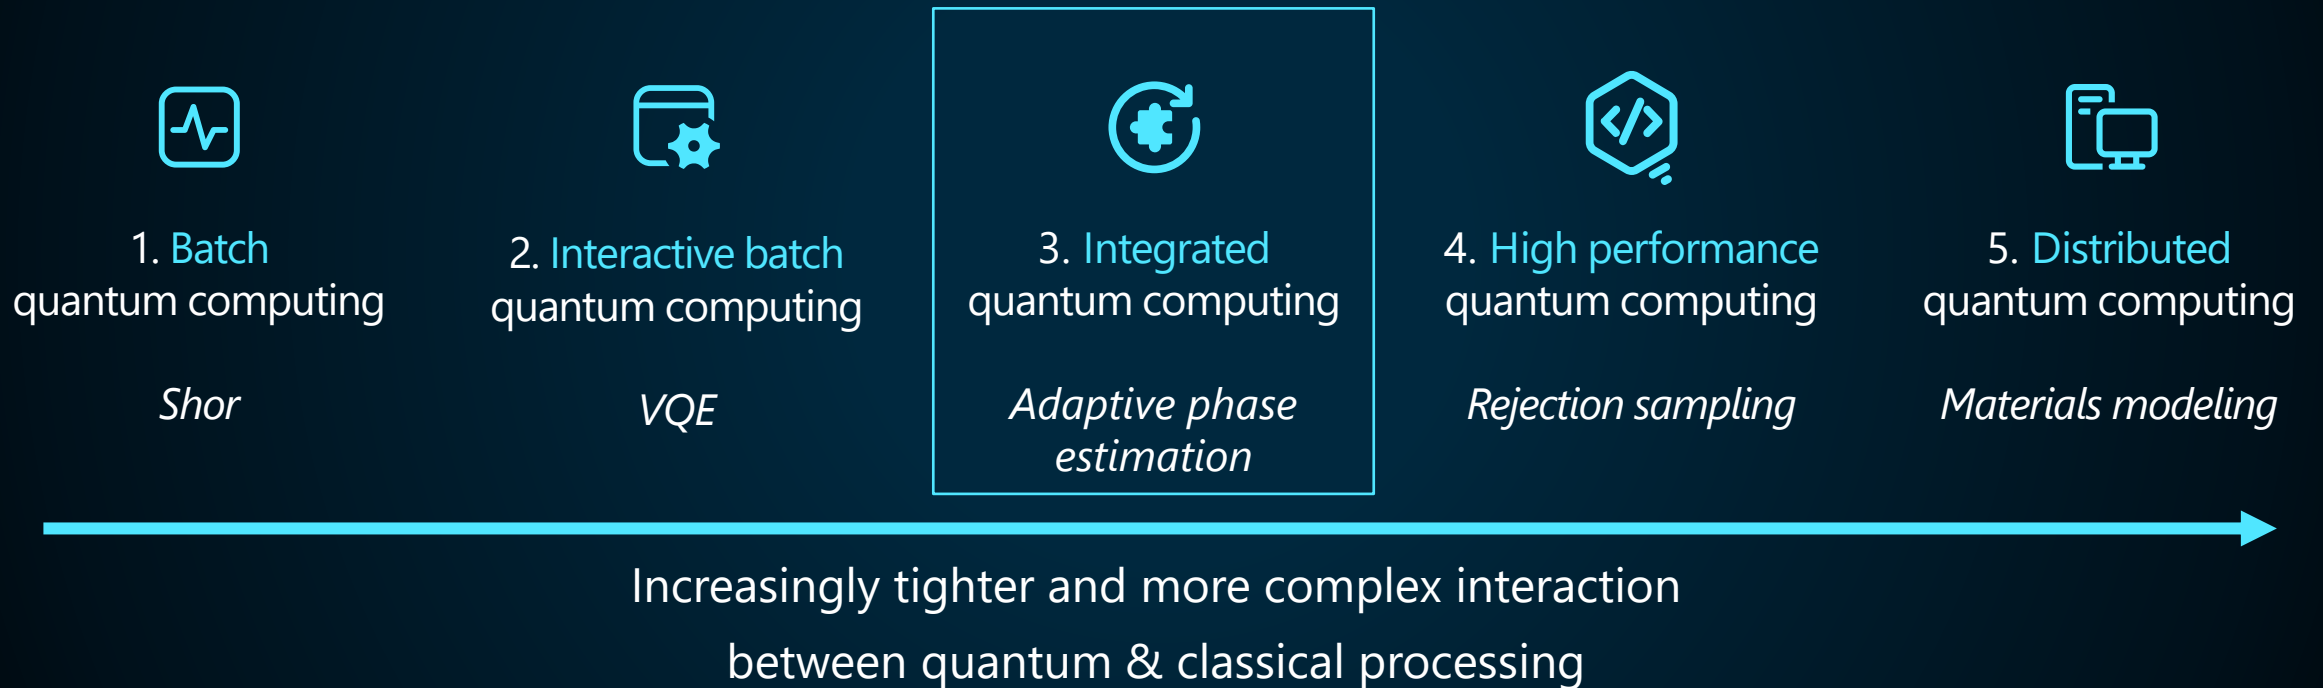 1. Batch
quantum computing
Shor
2. Interactive batch
quantum computing
VQE
3. Integrated
quantum computing
Adaptive phase
estimation
4. High performance
quantum computing
Rejection sampling
5. Distributed
quantum computing
Materials modeling
Increasingly tighter and more complex interaction
between quantum & classical processing